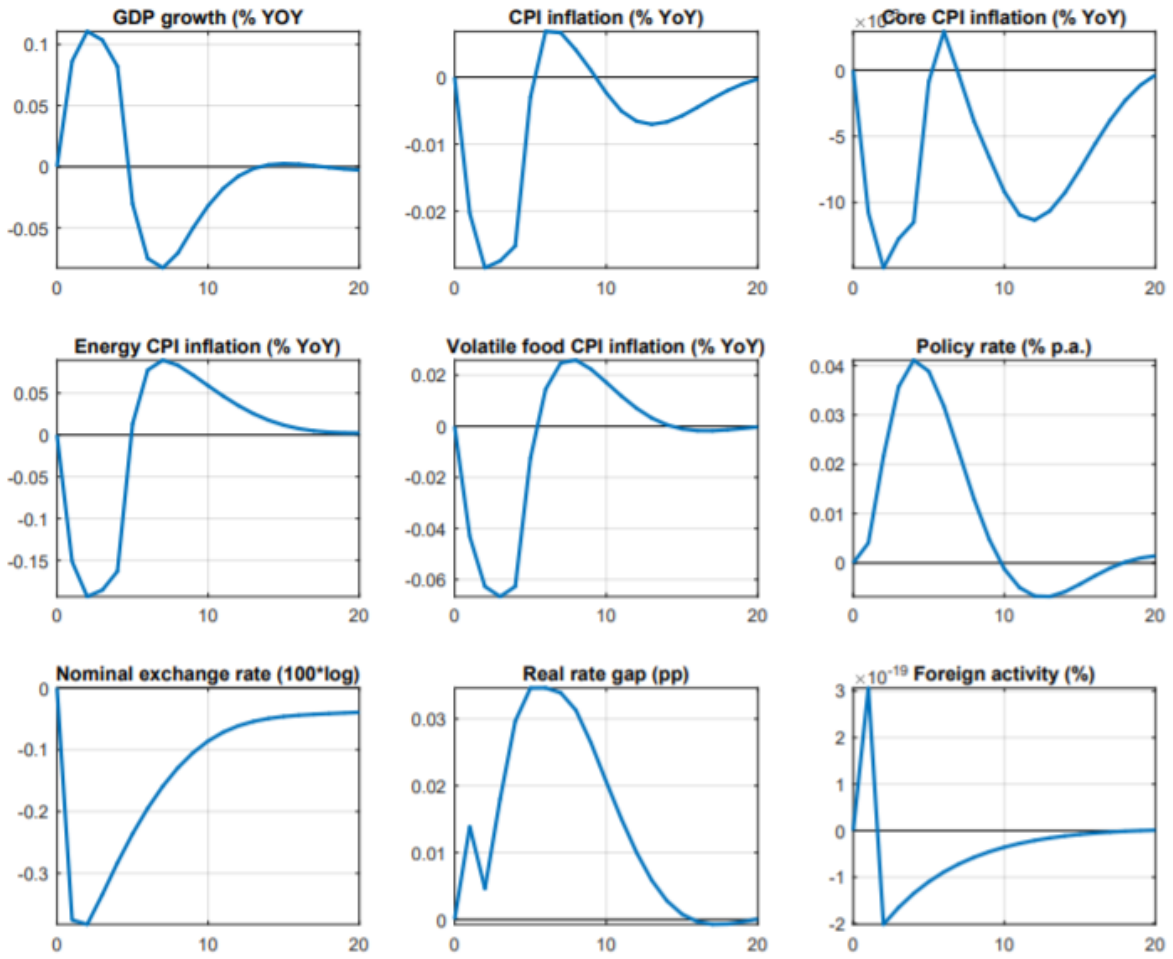 GDP growth (% YOY
0.1
0.05
0
-0.05
0 10 20
CPI inflation (% YoY)
0
-0.01
-0.02
0 10 20
Core CPI inflation (% YoY)
0
-5
-10
0 10 20
Energy CPI inflation (% YoY)
0.05
0
-0.05
-0.1
-0.15
0 10 20
Volatile food CPI inflation (% YoY)
0.02
0
-0.02
-0.04
-0.06
0 10 20
Policy rate (% p.a.)
0.04
0.03
0.02
0.01
0
0 10 20
Nominal exchange rate (100*log)
0
-0.1
-0.2
-0.3
0 10 20
Real rate gap (pp)
0.03
0.02
0.01
0
0 10 20
×10⁻¹⁹ Foreign activity (%)
3
2
1
0
-1
-2
0 10 20